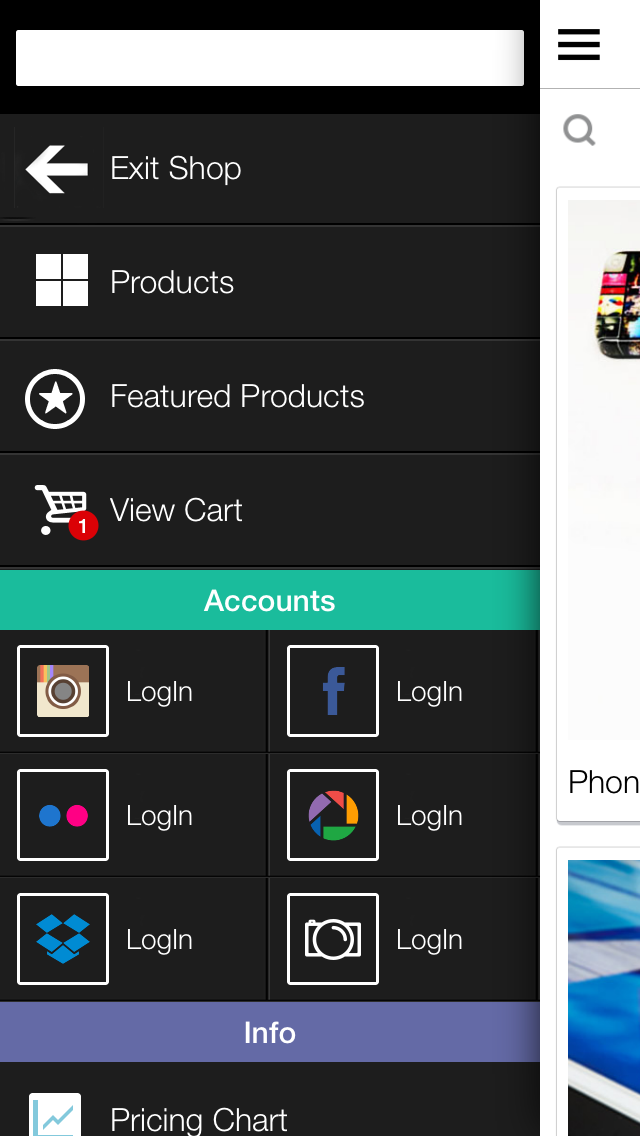 Exit Shop
Products
Featured Products
View Cart
1
Accounts
LogIn
LogIn
LogIn
LogIn
LogIn
LogIn
Info
Pricing Chart
Phon